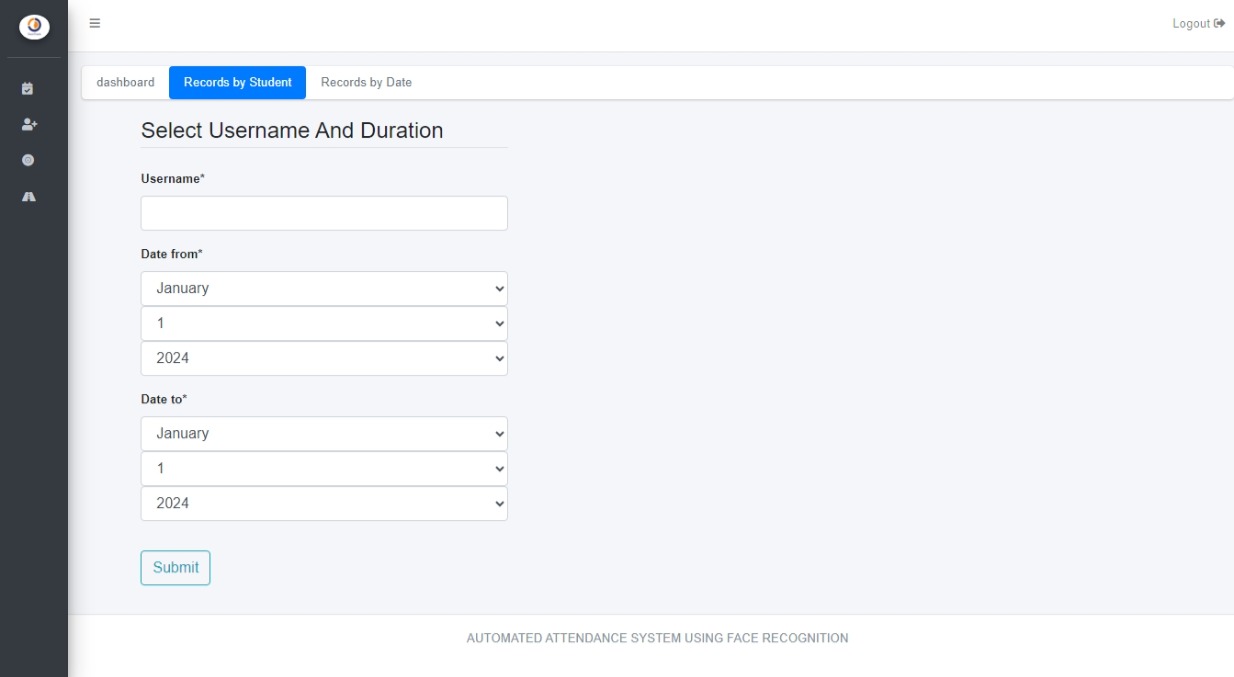 Logout
dashboard Records by Student Records by Date
Select Username And Duration
Username*
Date from*
January
1
2024
Date to*
January
1
2024
Submit
AUTOMATED ATTENDANCE SYSTEM USING FACE RECOGNITION